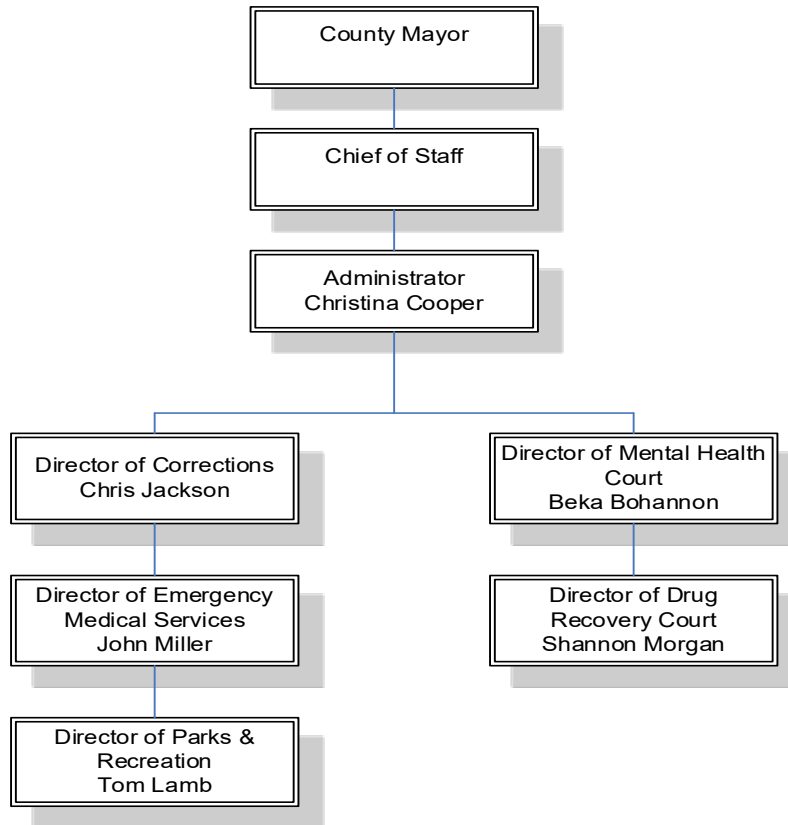 County Mayor
Chief of Staff
Administrator
Christina Cooper
Director of Corrections
Chris Jackson
Director of Mental Health
Court
Beka Bohannon
Director of Emergency
Medical Services
John Miller
Director of Drug
Recovery Court
Shannon Morgan
Director of Parks &
Recreation
Tom Lamb